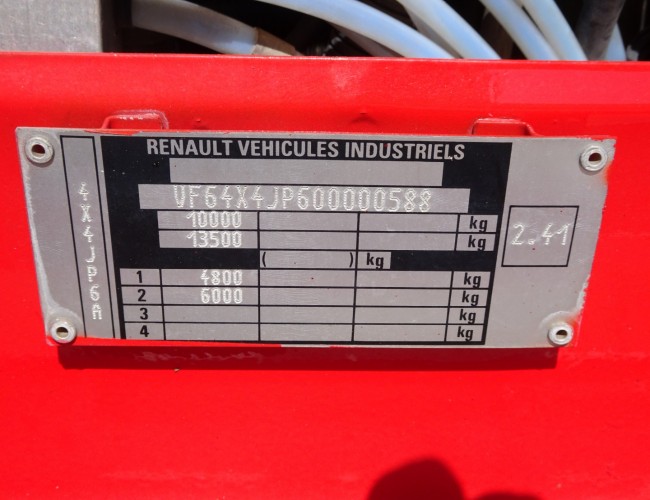 RENAULT VEHICULES INDUSTRIELS
VF64X4JP600000588
10000 kg
13500 kg
( ) kg
1 4800 kg
2 6000 kg
3 kg
4 kg
4X4JP6A
2.41